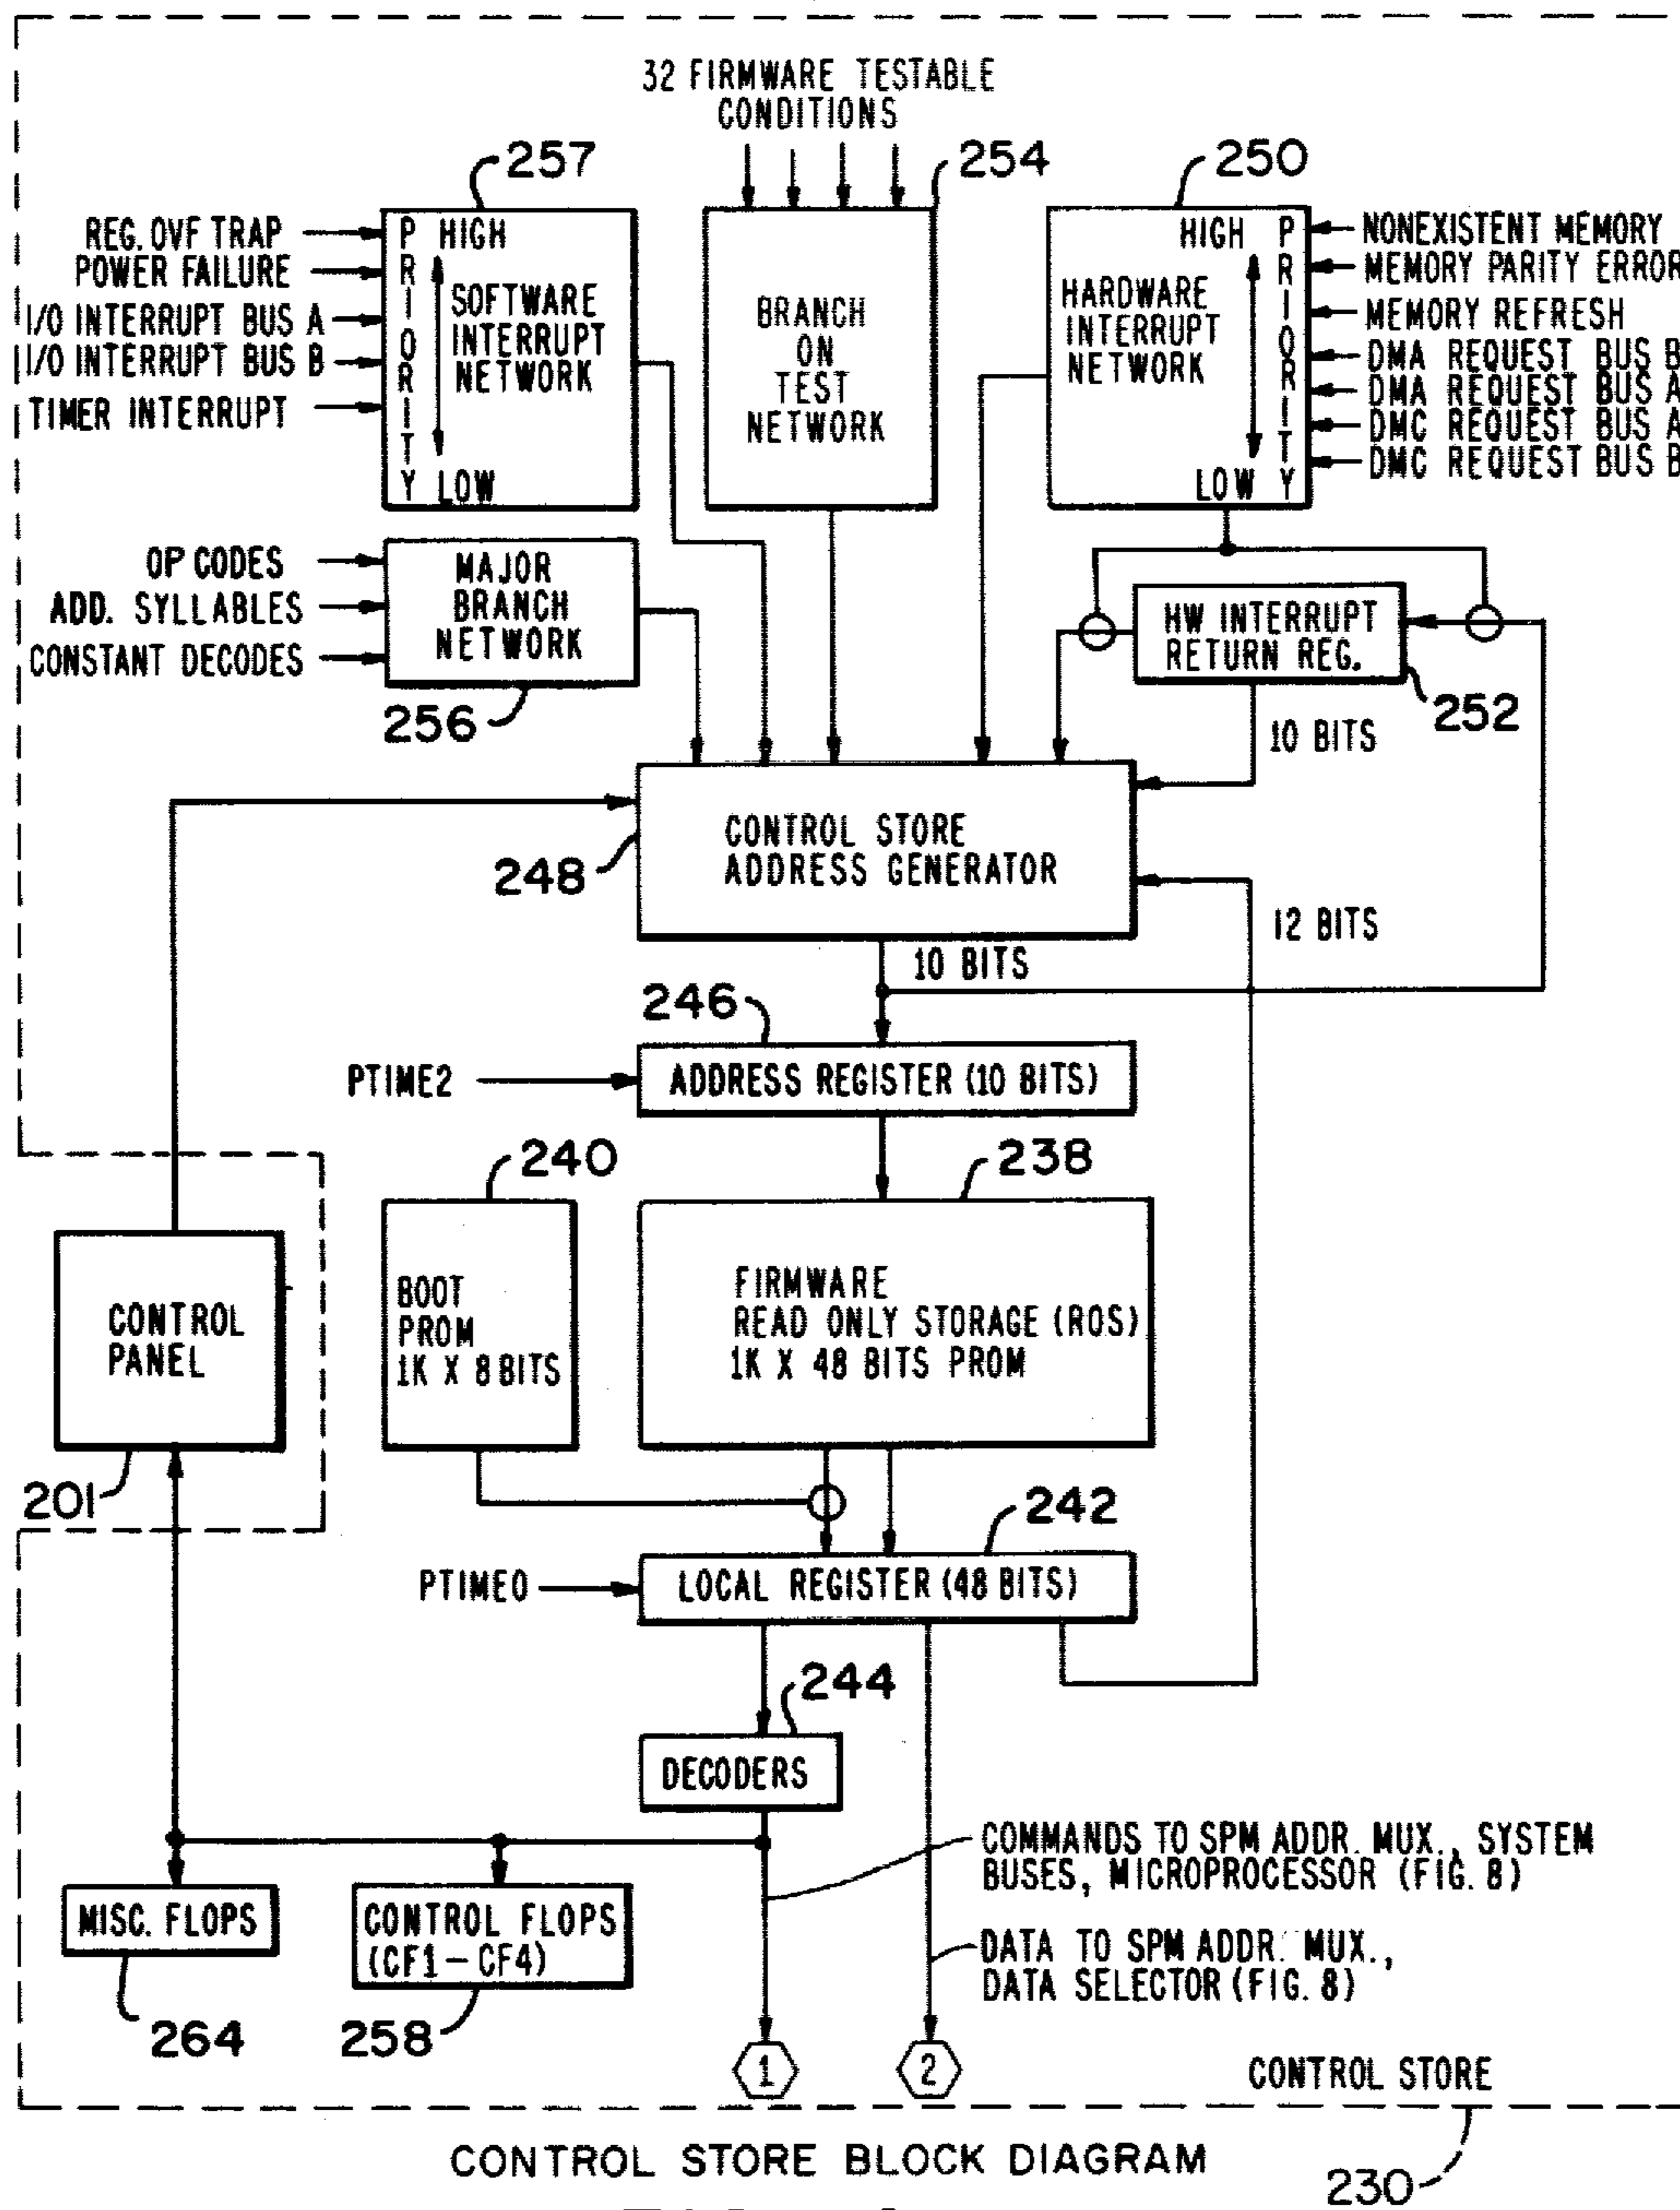 32 FIRMWARE TESTABLE
CONDITIONS
257
254
250
REG. OVF TRAP
POWER FAILURE
I/O INTERRUPT BUS A
I/O INTERRUPT BUS B
TIMER INTERRUPT
PRIORITY
HIGH
SOFTWARE
INTERRUPT
NETWORK
LOW
BRANCH
ON
TEST
NETWORK
HIGH
HARDWARE
INTERRUPT
NETWORK
LOW
PRIORITY
NONEXISTENT MEMORY
MEMORY PARITY ERROR
MEMORY REFRESH
DMA REQUEST BUS B
DMA REQUEST BUS A
DMC REQUEST BUS A
DMC REQUEST BUS B
OP CODES
ADD. SYLLABLES
CONSTANT DECODES
MAJOR
BRANCH
NETWORK
256
HW INTERRUPT
RETURN REG.
252
10 BITS
CONTROL STORE
ADDRESS GENERATOR
248
12 BITS
10 BITS
246
PTIME2
ADDRESS REGISTER (10 BITS)
240
238
BOOT
PROM
1K X 8 BITS
FIRMWARE
READ ONLY STORAGE (ROS)
1K X 48 BITS PROM
CONTROL
PANEL
201
242
PTIME0
LOCAL REGISTER (48 BITS)
244
DECODERS
COMMANDS TO SPM ADDR. MUX., SYSTEM
BUSES, MICROPROCESSOR (FIG. 8)
MISC. FLOPS
264
CONTROL FLOPS
(CF1-CF4)
258
DATA TO SPM ADDR. MUX.,
DATA SELECTOR (FIG. 8)
1
2
CONTROL STORE
230
CONTROL STORE BLOCK DIAGRAM